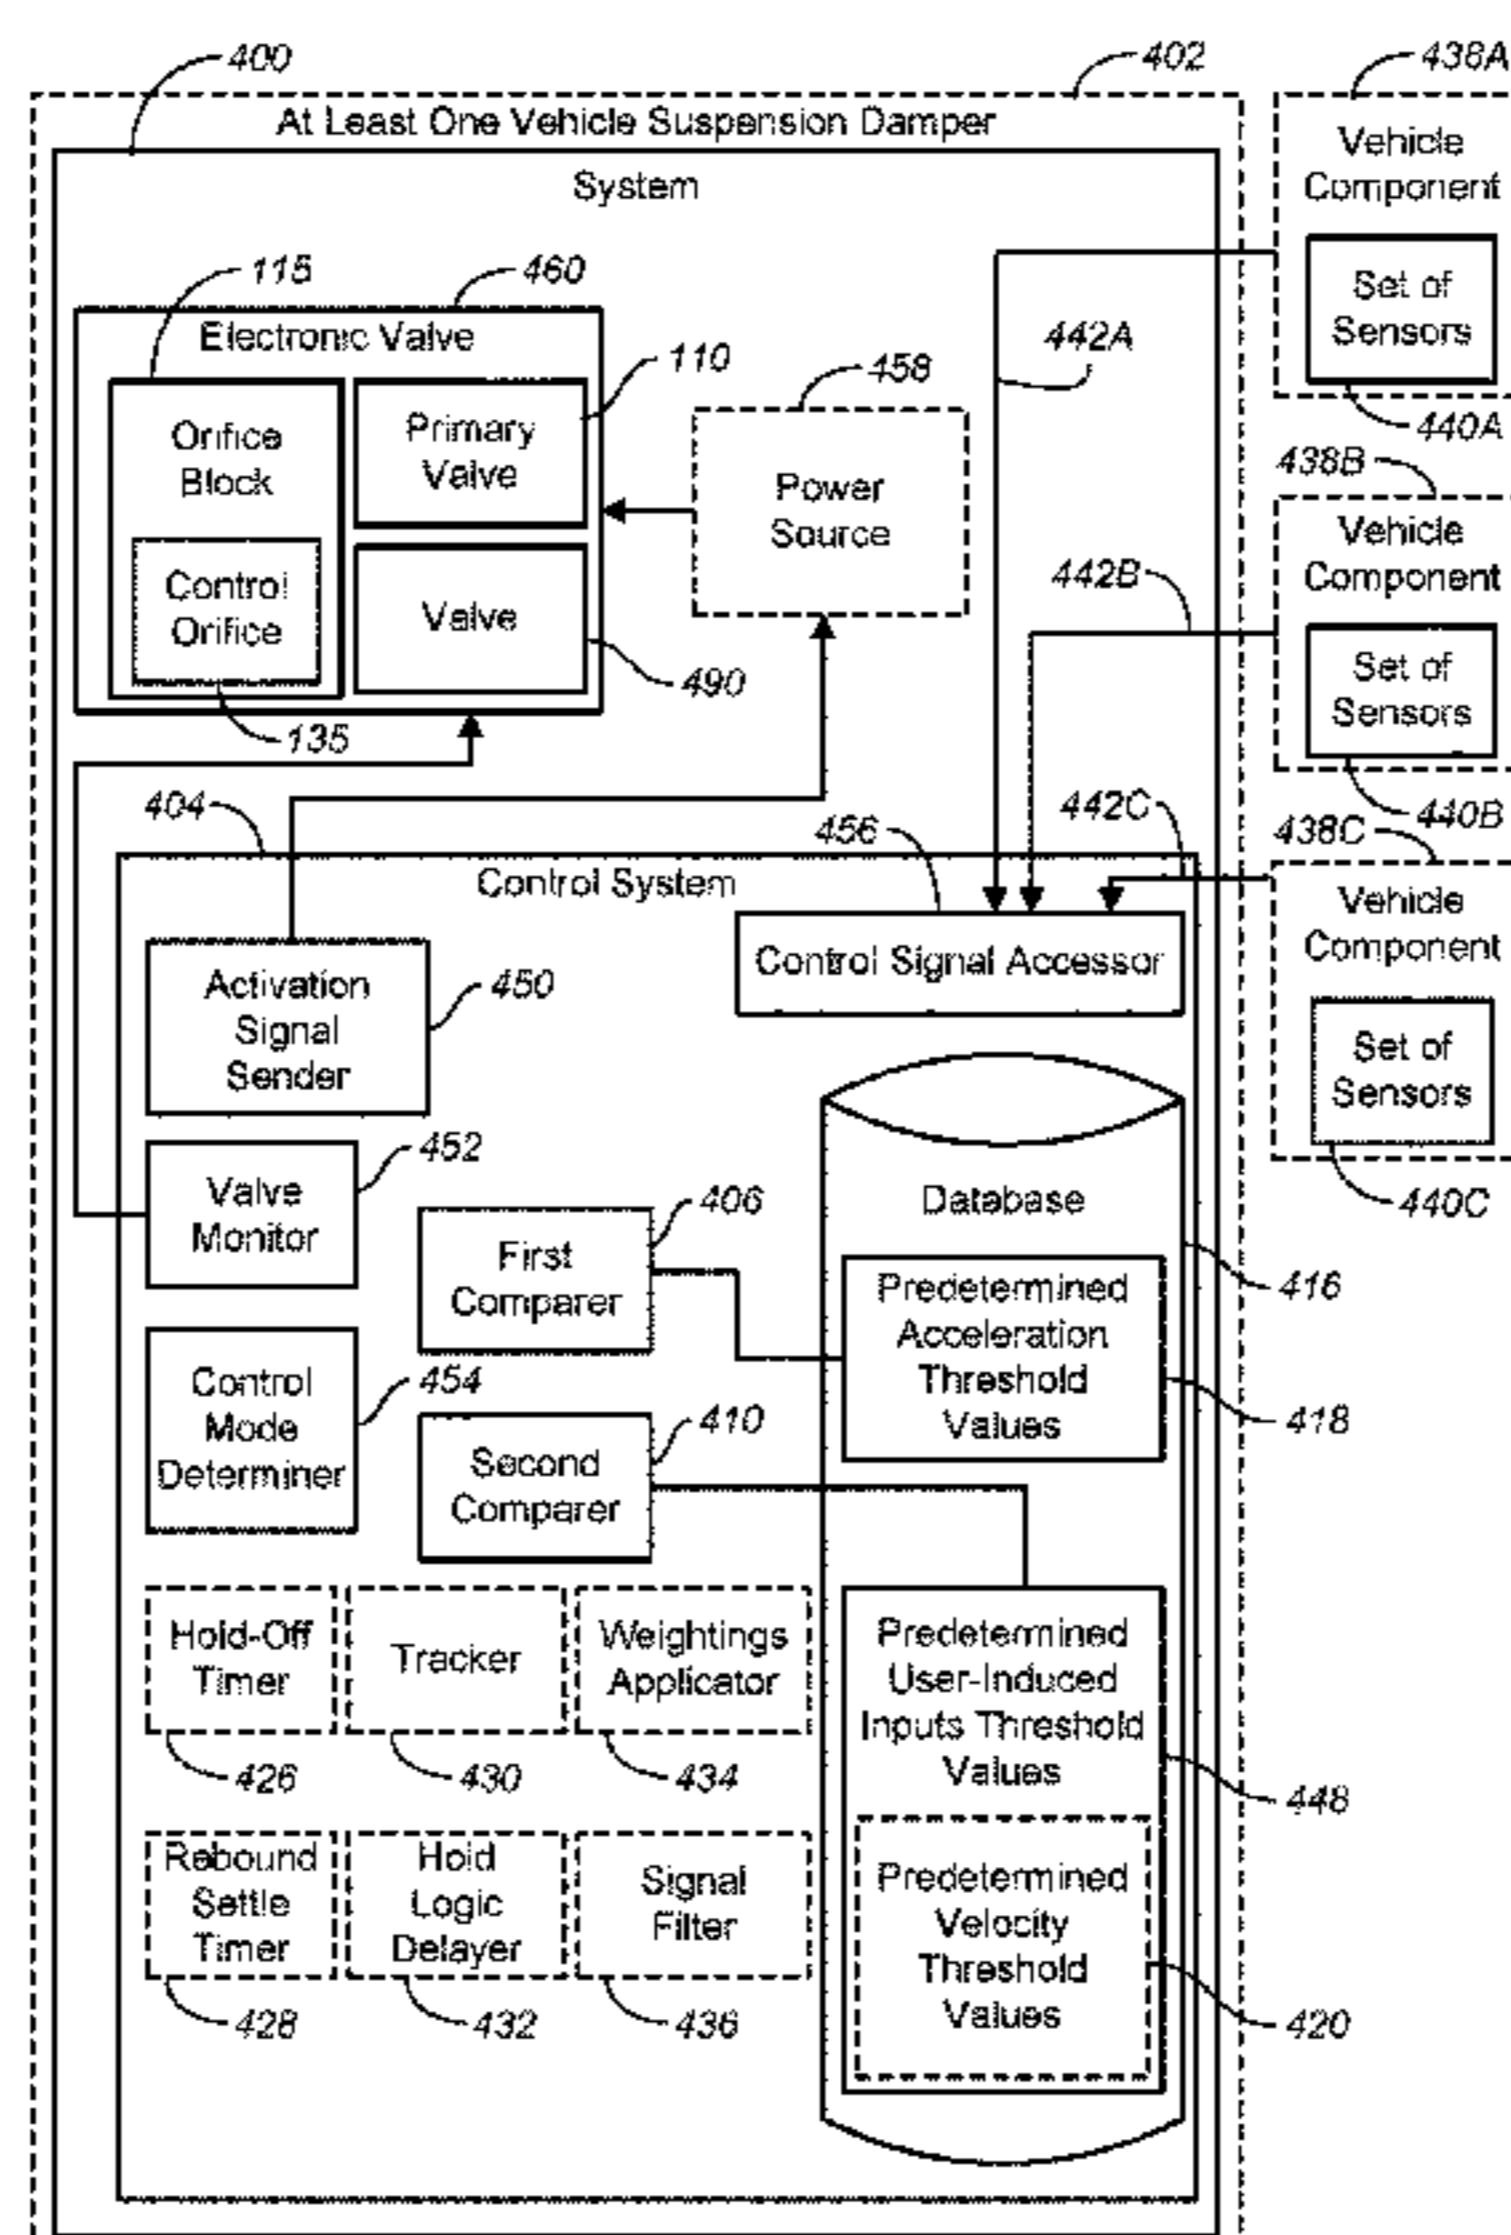 400
402
438A
At Least One Vehicle Suspension Damper
System
Vehicle
Component
Set of
Sensors
440A
115
460
Electronic Valve
110
Orifice
Block
Primary
Valve
Control
Orifice
Valve
490
135
458
Power
Source
442A
438B
Vehicle
Component
442B
Set of
Sensors
440B
404
456
442C
438C
Control System
Vehicle
Component
Activation
Signal
Sender
450
Control Signal Accessor
Set of
Sensors
440C
Valve
Monitor
452
406
First
Comparer
Database
416
Predetermined
Acceleration
Threshold
Values
418
Control
Mode
Determiner
454
410
Second
Comparer
Hold-Off
Timer
Tracker
Weightings
Applicator
426
430
434
Predetermined
User-Induced
Inputs Threshold
Values
448
Rebound
Settle
Timer
Hold
Logic
Delayer
Signal
Filter
428
432
436
Predetermined
Velocity
Threshold
Values
420